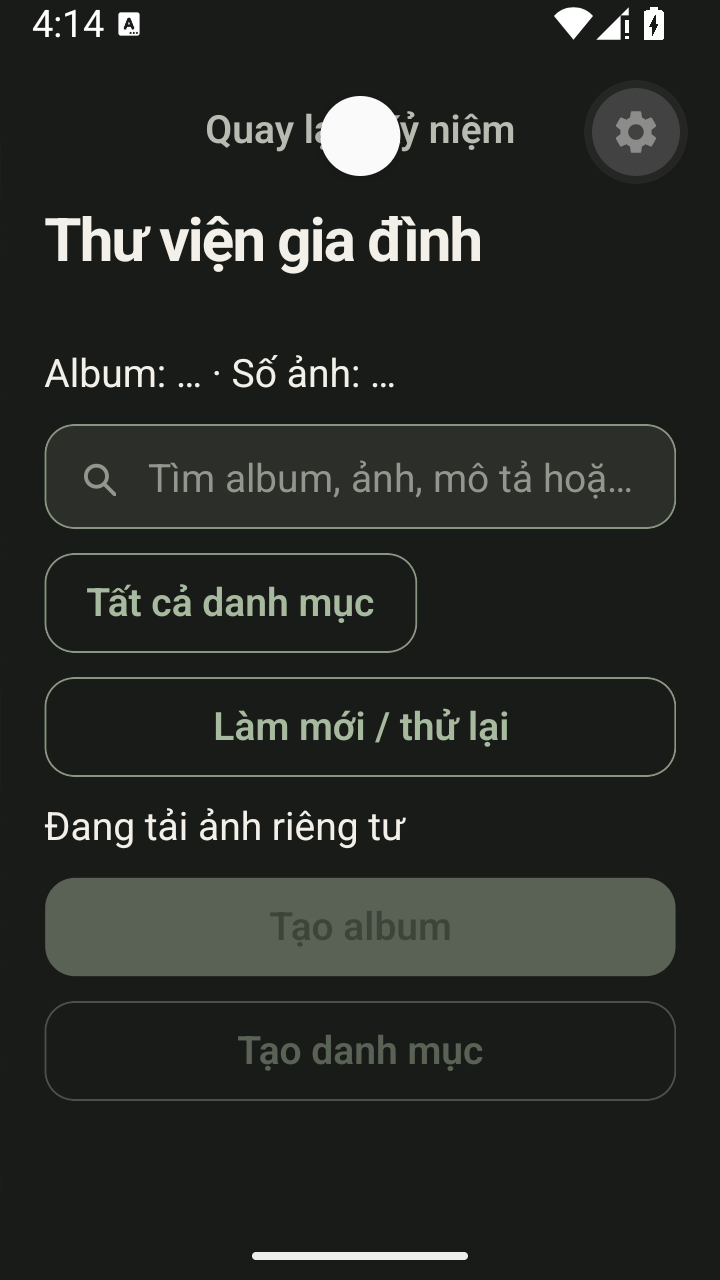 4:14
Quay niệm
Thư viện gia đình
Album: … · Số ảnh: …
Tìm album, ảnh, mô tả hoặ…
Tất cả danh mục
Làm mới / thử lại
Đang tải ảnh riêng tư
Tạo album
Tạo danh mục